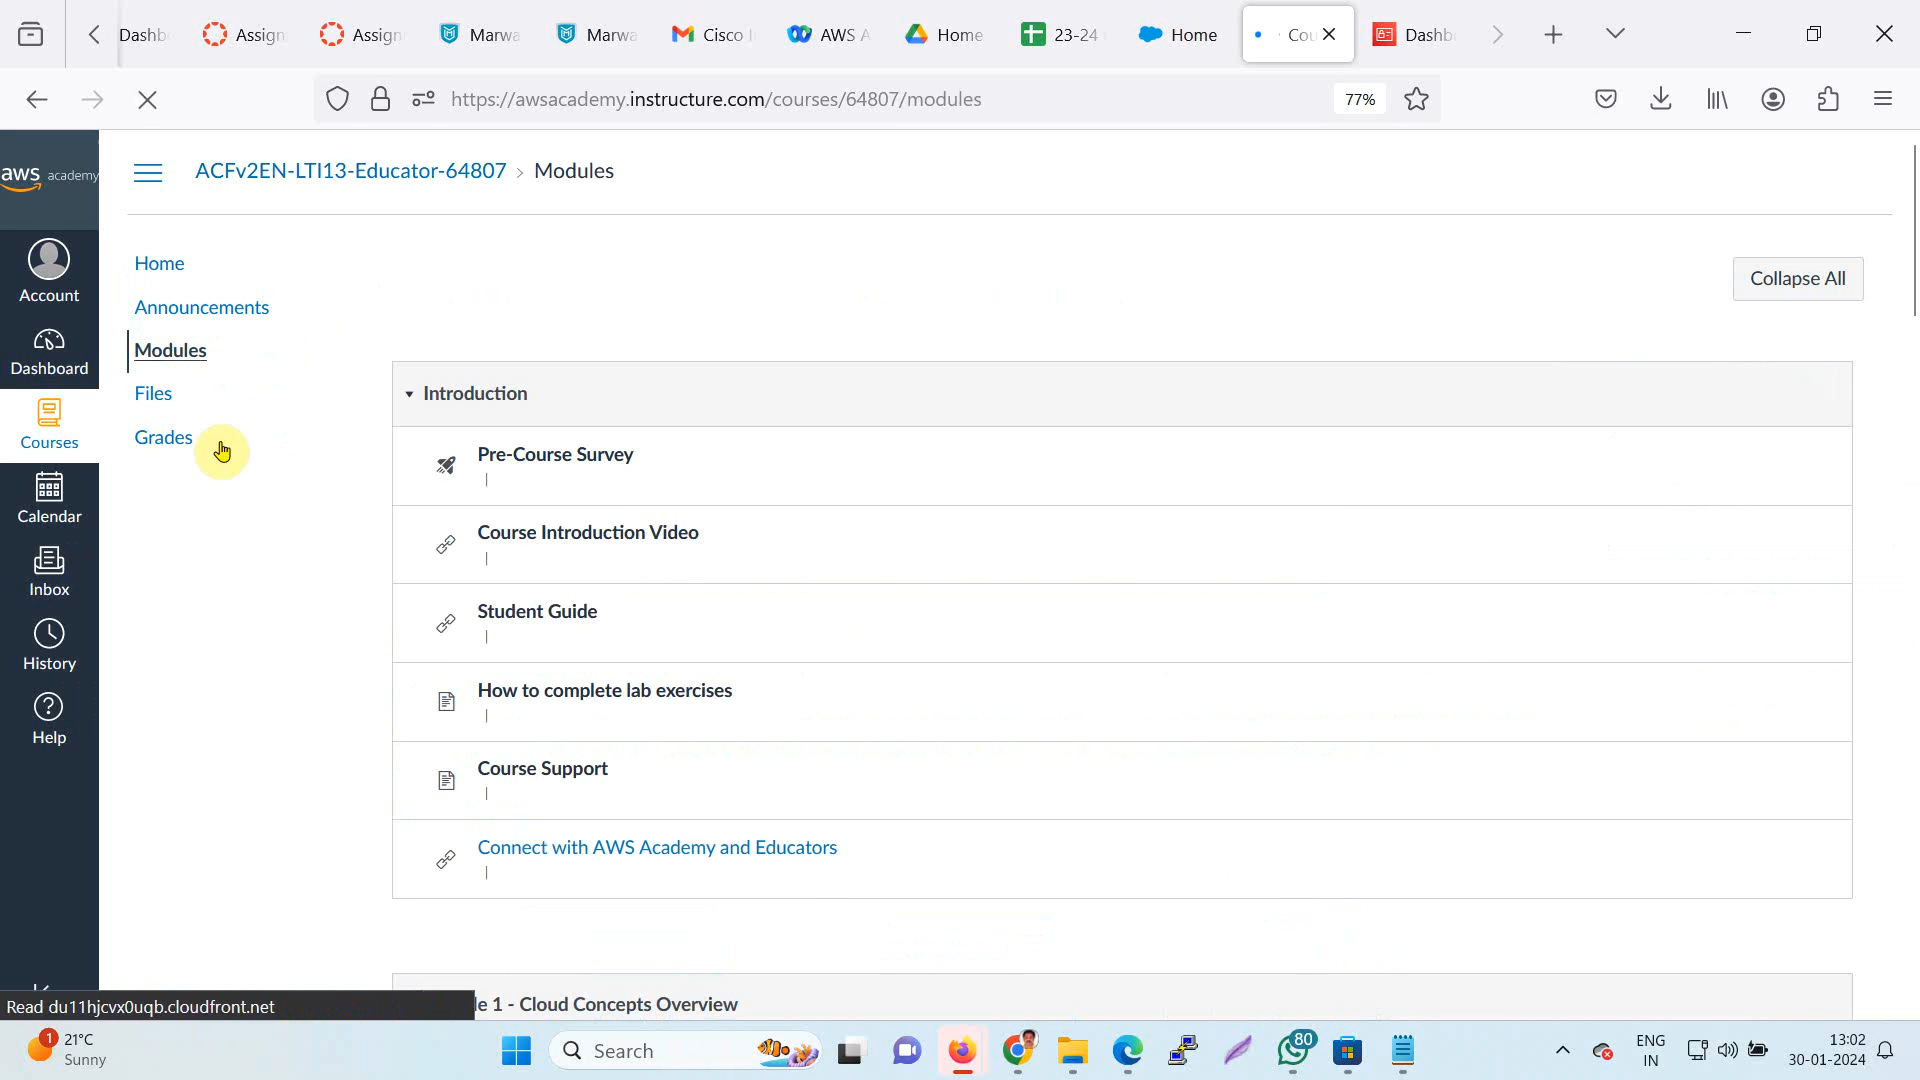 Dashb
Assign
Assign
Marwa
Marwa
Cisco
AWS A
Home
23-24
Home
Cou
Dashb
https://awsacademy.instructure.com/courses/64807/modules
77%
aws academy
ACFv2EN-LTI13-Educator-64807 > Modules
Account
Dashboard
Courses
Calendar
Inbox
History
Help
Home
Announcements
Modules
Files
Grades
Collapse All
Introduction
Pre-Course Survey
|
Course Introduction Video
|
Student Guide
|
How to complete lab exercises
|
Course Support
|
Connect with AWS Academy and Educators
|
le 1 - Cloud Concepts Overview
Read du11hjcvx0uqb.cloudfront.net
1
21°C
Sunny
Search
80
ENG
IN
13:02
30-01-2024